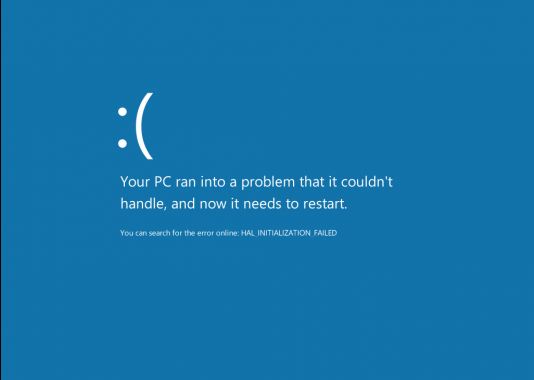 :(
Your PC ran into a problem that it couldn't
handle, and now it needs to restart.
You can search for the error online: HAL_INITIALIZATION_FAILED